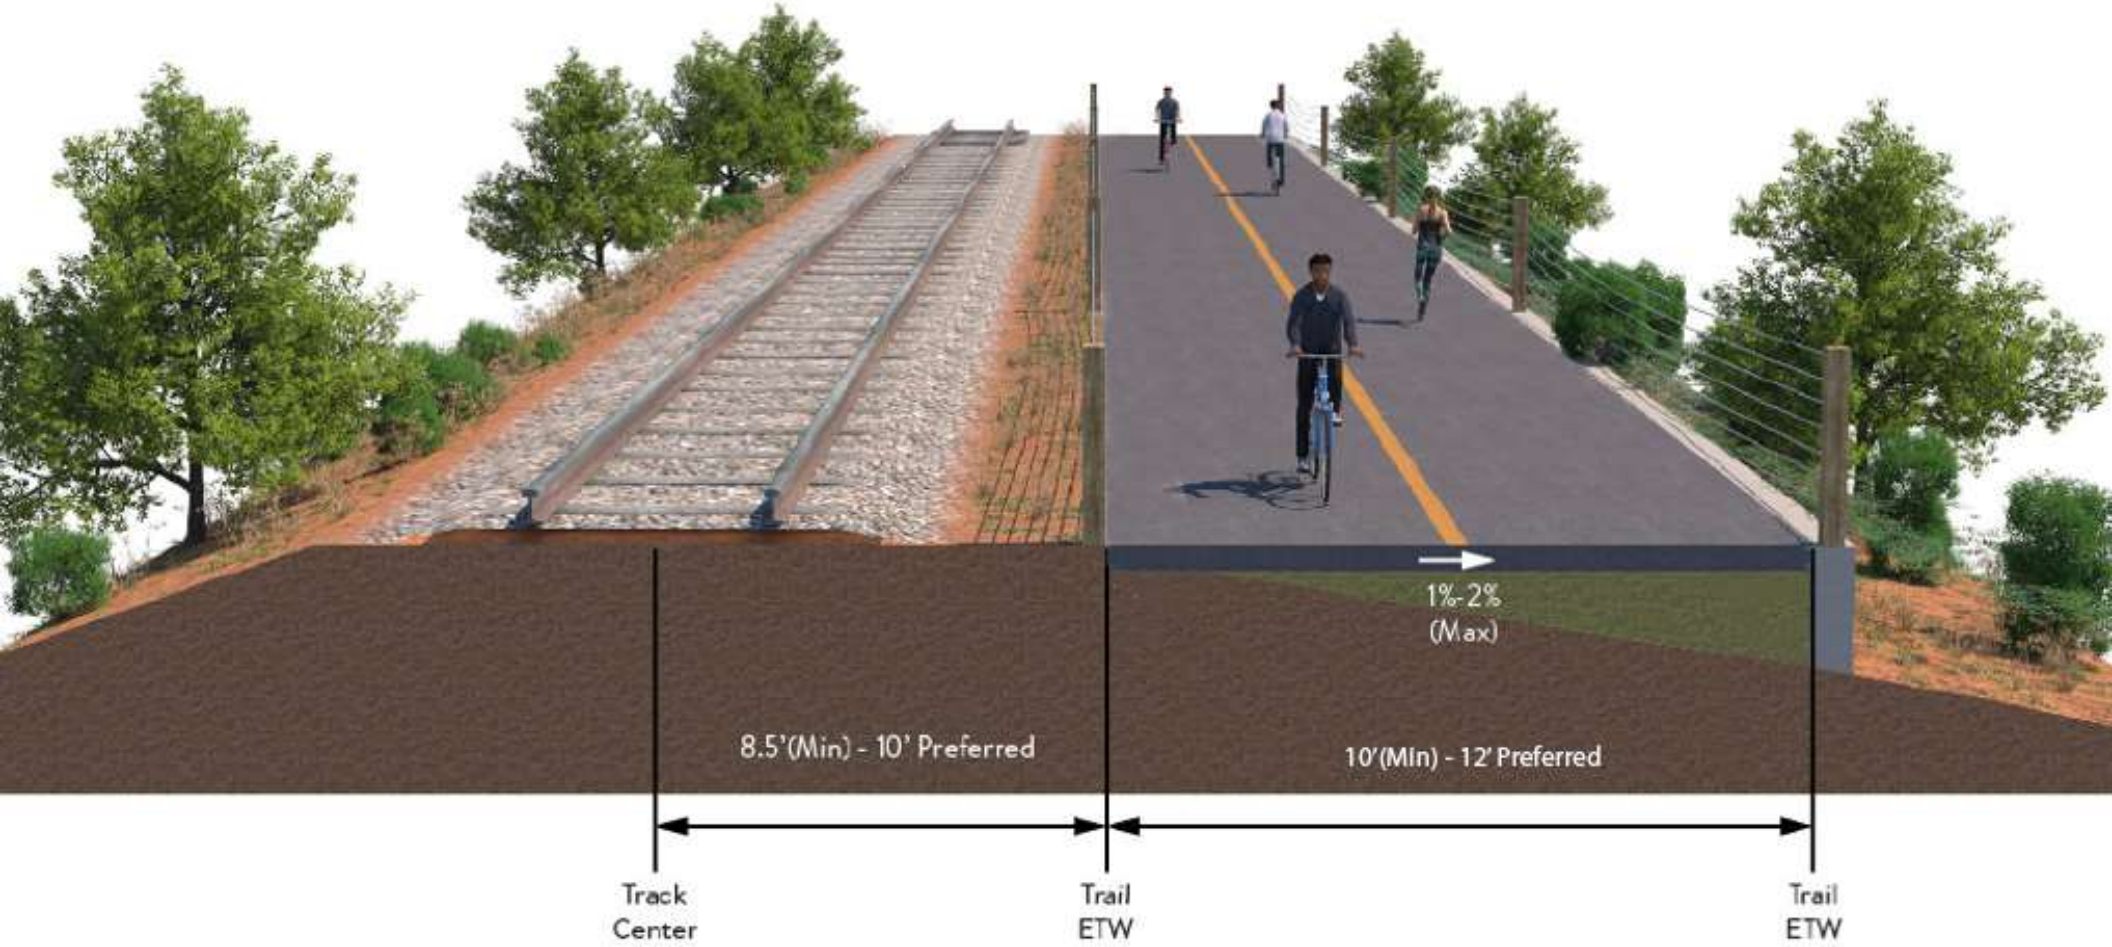 1%-2%
(Max)
8.5'(Min) - 10' Preferred
10'(Min) - 12' Preferred
Track
Center
Trail
ETW
Trail
ETW